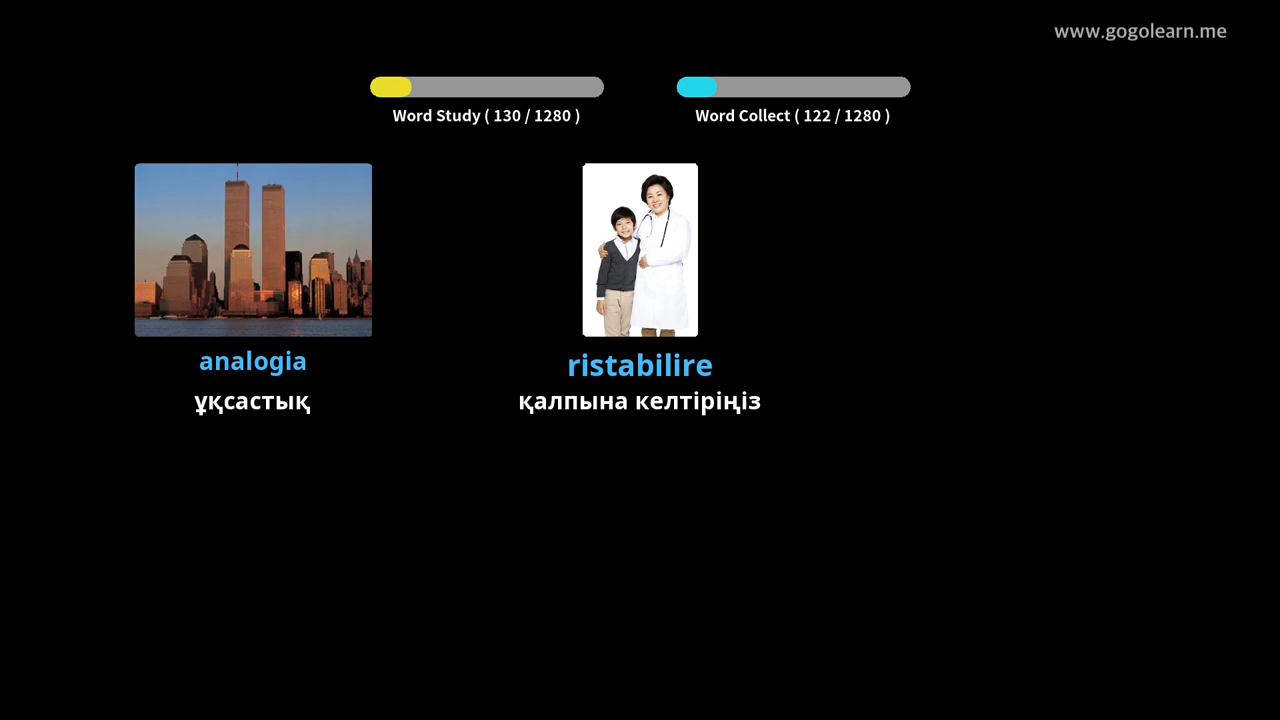 www.gogolearn.me
Word Study ( 130 / 1280 )
Word Collect ( 122 / 1280 )
analogia
ұқсастық
ristabilire
қалпына келтіріңіз